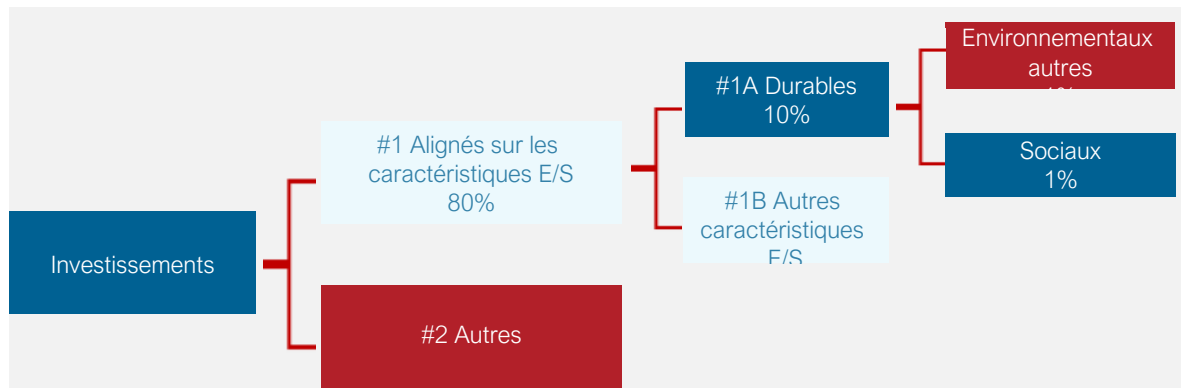 Environnementaux
autres
#1A Durables
10%
#1 Alignés sur les
caractéristiques E/S
80%
Sociaux
1%
#1B Autres
caractéristiques
E/S
Investissements
#2 Autres